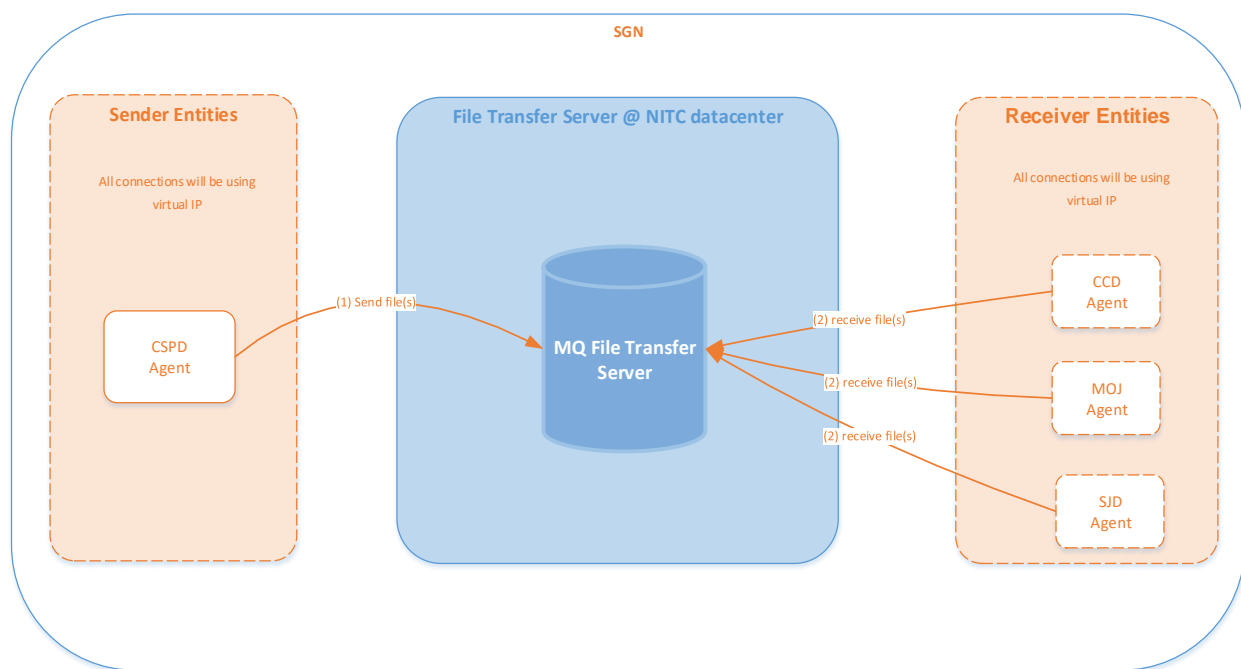 SGN
Sender Entities
All connections will be using
virtual IP
CSPD
Agent
(1) Send file(s)
File Transfer Server @ NITC datacenter
MQ File Transfer
Server
Receiver Entities
All connections will be using
virtual IP
(2) receive file(s)
CCD
Agent
(2) receive file(s)
MOJ
Agent
(2) receive file(s)
SJD
Agent